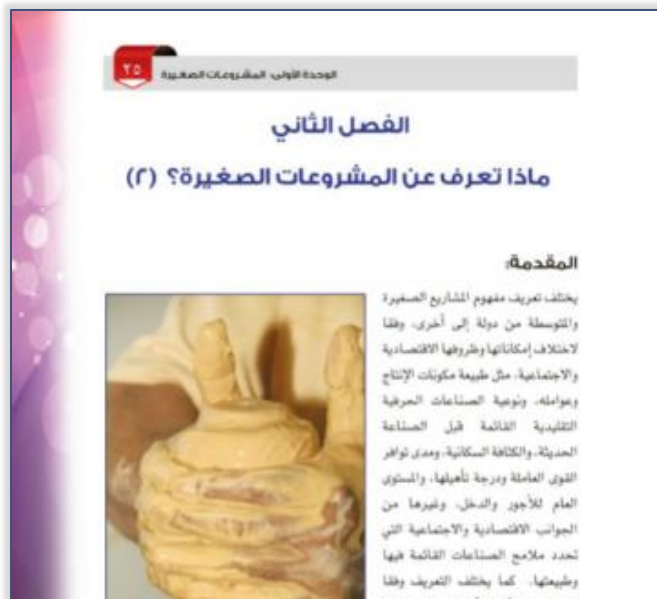 الوحدة الأولى: المشروعات الصغيرة ٢٥
الفصل الثاني
ماذا تعرف عن المشروعات الصغيرة؟ (٢)
المقدمة:
يختلف تعريف مفهوم المشاريع الصغيرة
والمتوسطة من دولة إلى أخرى، وفقا
لاختلاف إمكاناتها وظروفها الاقتصادية
والاجتماعية، مثل طبيعة مكونات الإنتاج
وعوامله، ونوعية الصناعات الحرفية
التقليدية القائمة قبل الصناعة
الحديثة، والكثافة السكانية، ومدى توافر
القوى العاملة ودرجة تأهيلها، والمستوى
العام للأجور والدخل، وغيرها من
الجوانب الاقتصادية والاجتماعية التي
تحدد ملامح الصناعات القائمة فيها
وطبيعتها. كما يختلف التعريف وفقا